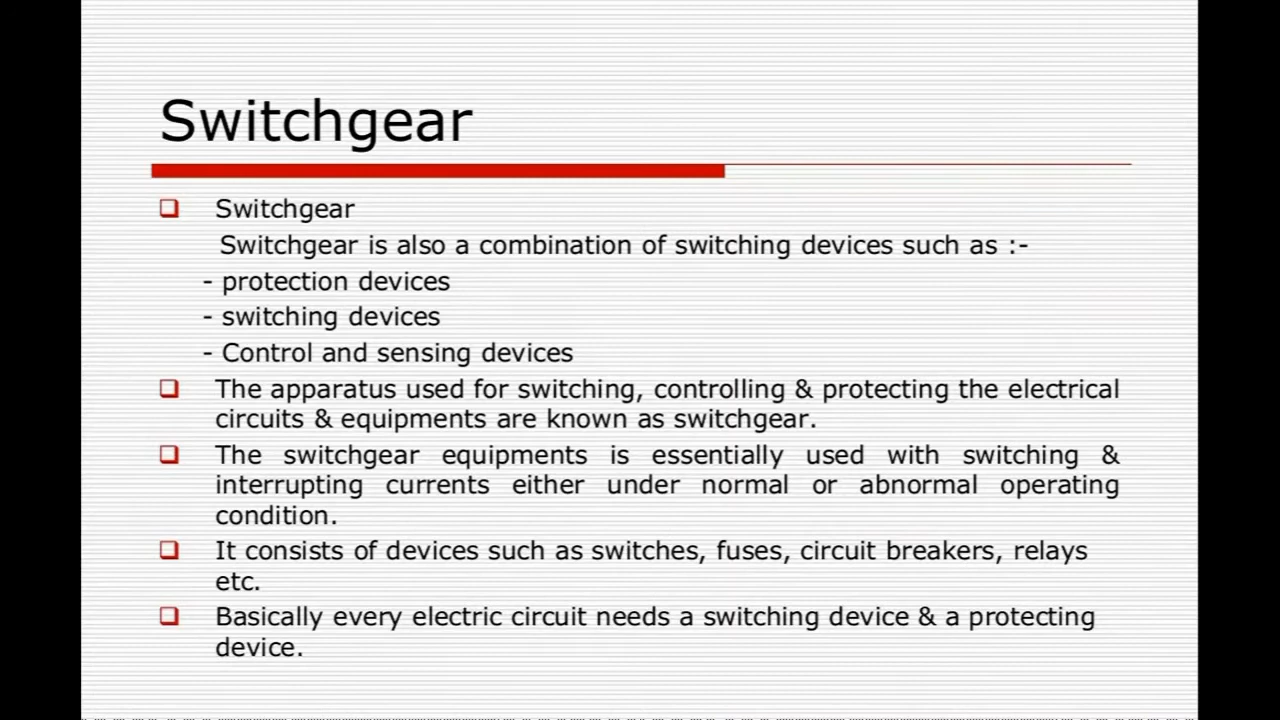 Switchgear
❑ Switchgear
Switchgear is also a combination of switching devices such as :-
- protection devices
- switching devices
- Control and sensing devices
❑ The apparatus used for switching, controlling & protecting the electrical
circuits & equipments are known as switchgear.
❑ The switchgear equipments is essentially used with switching &
interrupting currents either under normal or abnormal operating
condition.
❑ It consists of devices such as switches, fuses, circuit breakers, relays
etc.
❑ Basically every electric circuit needs a switching device & a protecting
device.